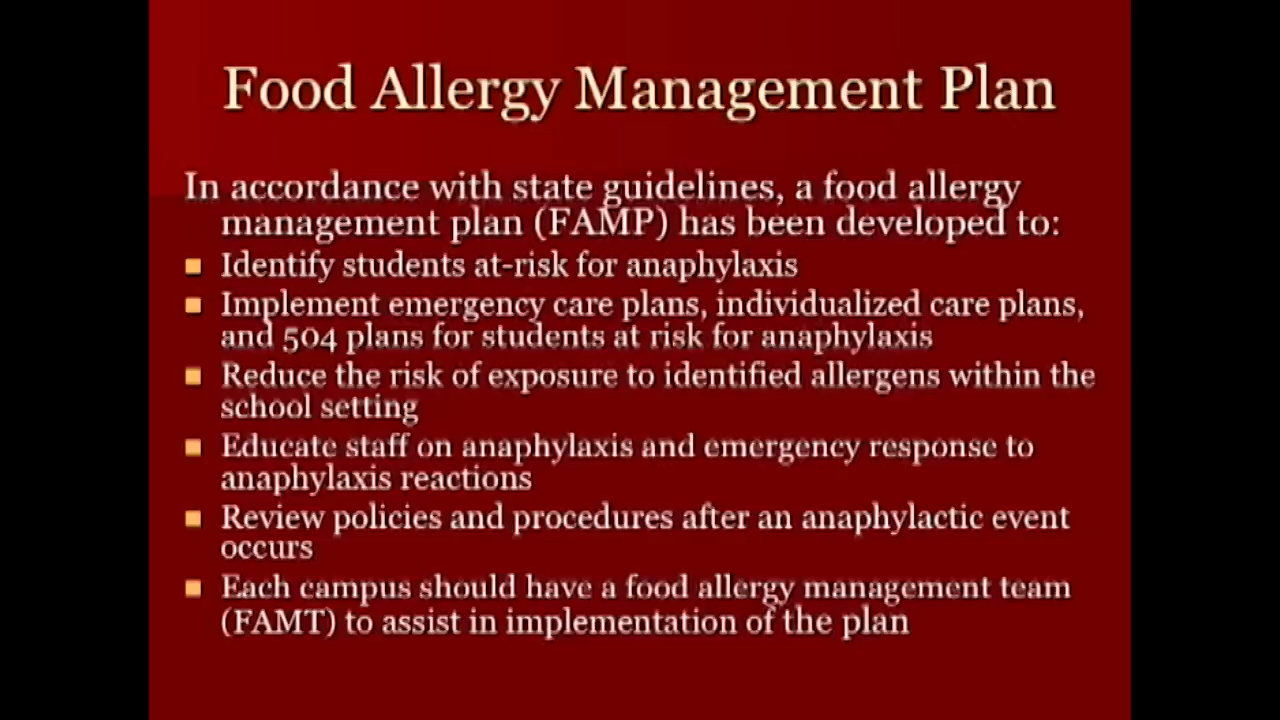 Food Allergy Management Plan
In accordance with state guidelines, a food allergy
management plan (FAMP) has been developed to:
Identify students at-risk for anaphylaxis
Implement emergency care plans, individualized care plans,
and 504 plans for students at risk for anaphylaxis
Reduce the risk of exposure to identified allergens within the
school setting
Educate staff on anaphylaxis and emergency response to
anaphylaxis reactions
Review policies and procedures after an anaphylactic event
occurs
Each campus should have a food allergy management team
(FAMT) to assist in implementation of the plan